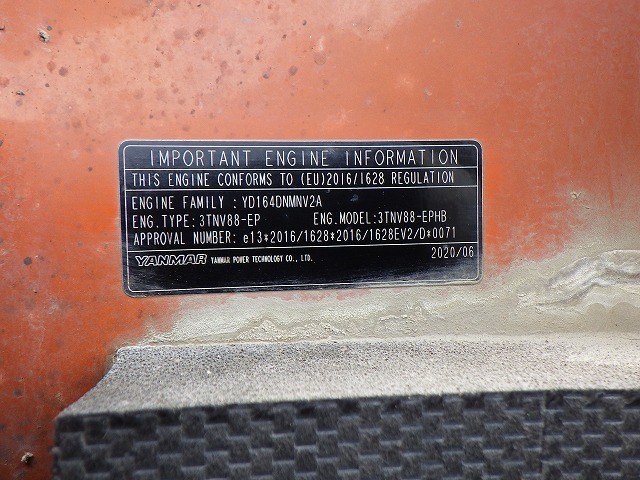 IMPORTANT ENGINE INFORMATION
THIS ENGINE CONFORMS TO (EU)2016/1628 REGULATION
ENGINE FAMILY : YD164DNMNV2A
ENG.TYPE: 3TNV88-EP ENG.MODEL:3TNV88-EPHB
APPROVAL NUMBER: e13*2016/1628*2016/1628EV2/D*0071
YANMAR YANMAR POWER TECHNOLOGY CO., LTD. 2020/06